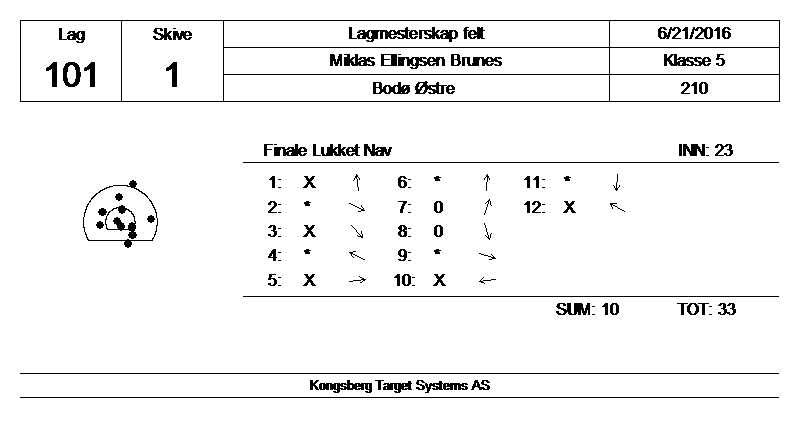 Lag Skive Lagmesterskap felt 6/21/2016
101 1 Miklas Ellingsen Brunes Klasse 5
Bodø Østre 210
Finale Lukket Nav INN: 23
1: X ↑ 6: * ↑ 11: * ↓
2: * ↘ 7: 0 ↗ 12: X ↖
3: X ↘ 8: 0 ↘
4: * ↖ 9: * ↘
5: X → 10: X ←
SUM: 10 TOT: 33
Kongsberg Target Systems AS